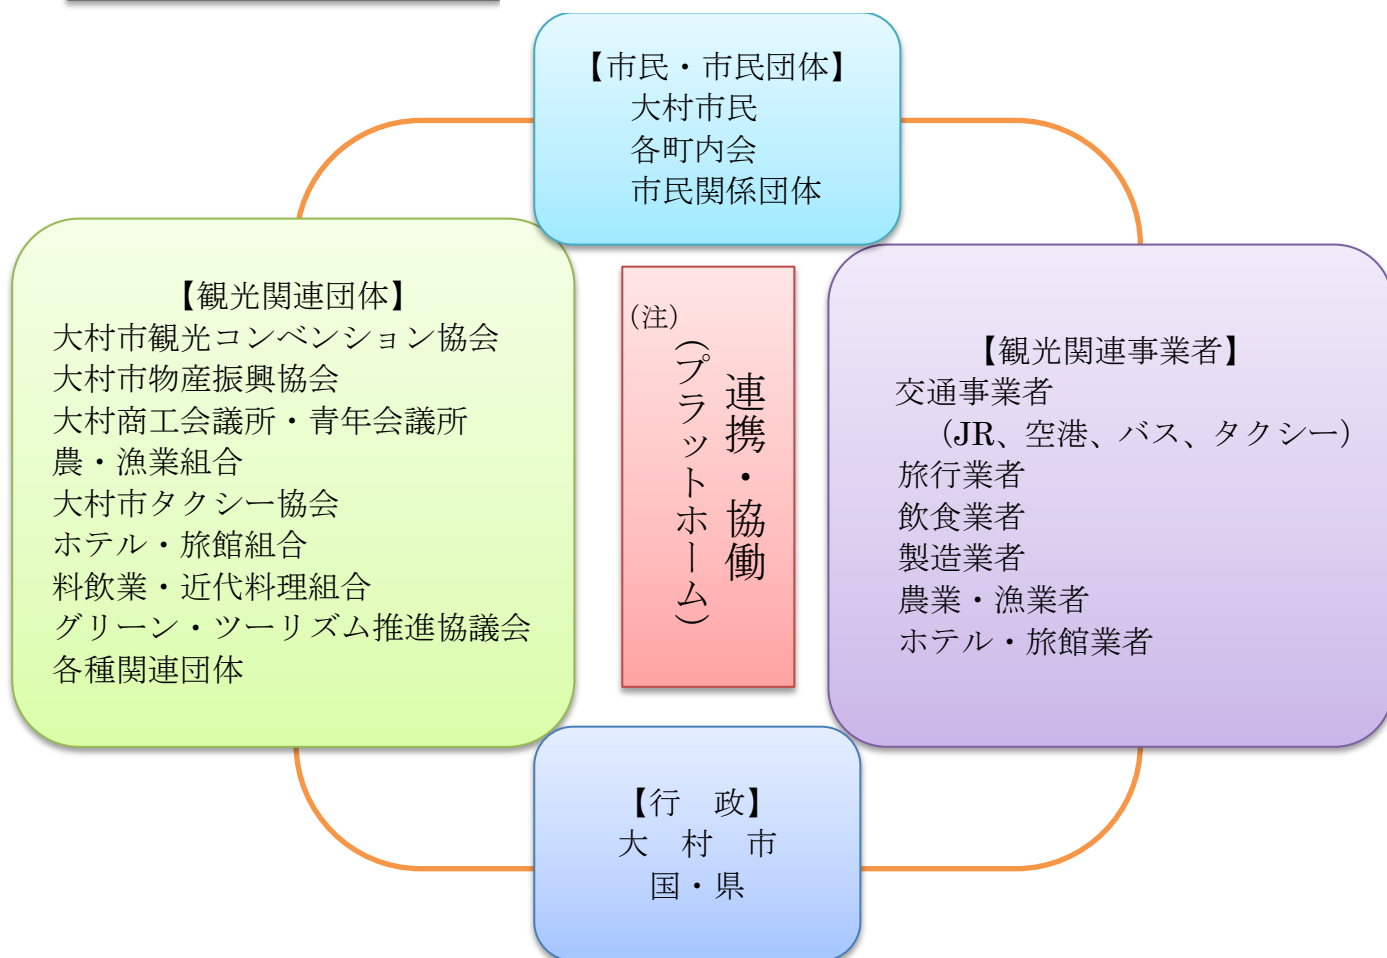 【市民・市民団体】
大村市民
各町内会
市民関係団体
【観光関連団体】
大村市観光コンベンション協会
大村市物産振興協会
大村商工会議所・青年会議所
農・漁業組合
大村市タクシー協会
ホテル・旅館組合
料飲業・近代料理組合
グリーン・ツーリズム推進協議会
各種関連団体
(注)
連携・協働
(プラットホーム)
【観光関連事業者】
交通事業者
(JR、空港、バス、タクシー)
旅行業者
飲食業者
製造業者
農業・漁業者
ホテル・旅館業者
【行　政】
大　村　市
国・県